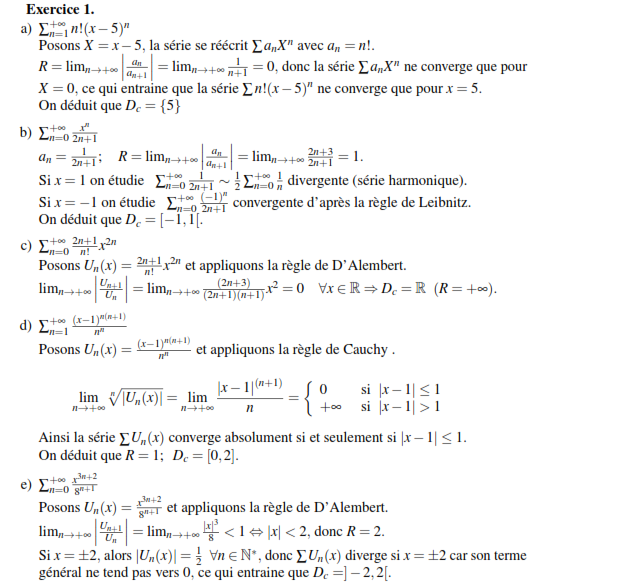 Exercice 1.
a) ∑_{n=1}^{+∞} n!(x−5)^n
Posons X = x−5, la série se réécrit ∑a_nX^n avec a_n = n!.
R = lim_{n→+∞} |a_n/a_{n+1}| = lim_{n→+∞} 1/(n+1) = 0, donc la série ∑a_nX^n ne converge que pour
X = 0, ce qui entraine que la série ∑n!(x−5)^n ne converge que pour x = 5.
On déduit que D_c = {5}
b) ∑_{n=0}^{+∞} x^n/(2n+1)
a_n = 1/(2n+1); R = lim_{n→+∞} |a_n/a_{n+1}| = lim_{n→+∞} (2n+3)/(2n+1) = 1.
Si x = 1 on étudie ∑_{n=0}^{+∞} 1/(2n+1) ∼ 1/2 ∑_{n=0}^{+∞} 1/n divergente (série harmonique).
Si x = −1 on étudie ∑_{n=0}^{+∞} (−1)^n/(2n+1) convergente d'après la règle de Leibnitz.
On déduit que D_c = [−1,1[.
c) ∑_{n=0}^{+∞} (2n+1)/n! x^{2n}
Posons U_n(x) = (2n+1)/n! x^{2n} et appliquons la règle de D'Alembert.
lim_{n→+∞} |U_{n+1}/U_n| = lim_{n→+∞} (2n+3)/((2n+1)(n+1)) x² = 0 ∀x ∈ ℝ ⇒ D_c = ℝ (R = +∞).
d) ∑_{n=1}^{+∞} (x−1)^{n(n+1)}/n^n
Posons U_n(x) = (x−1)^{n(n+1)}/n^n et appliquons la règle de Cauchy .
lim_{n→+∞} ⁿ√|U_n(x)| = lim_{n→+∞} |x−1|^{(n+1)}/n = { 0 si |x−1| ≤ 1
+∞ si |x−1| > 1
Ainsi la série ∑U_n(x) converge absolument si et seulement si |x−1| ≤ 1.
On déduit que R = 1; D_c = [0,2].
e) ∑_{n=0}^{+∞} x^{3n+2}/8^{n+1}
Posons U_n(x) = x^{3n+2}/8^{n+1} et appliquons la règle de D'Alembert.
lim_{n→+∞} |U_{n+1}/U_n| = lim_{n→+∞} |x|³/8 < 1 ⇔ |x| < 2, donc R = 2.
Si x = ±2, alors |U_n(x)| = 1/2 ∀n ∈ ℕ*, donc ∑U_n(x) diverge si x = ±2 car son terme
général ne tend pas vers 0, ce qui entraine que D_c =]−2,2[.